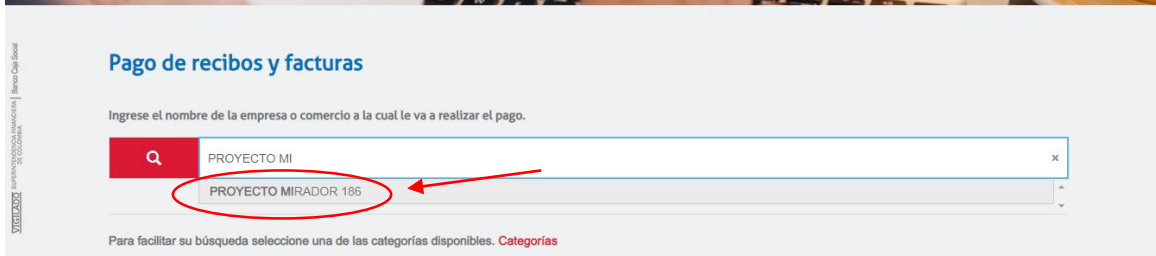 Pago de recibos y facturas
Ingrese el nombre de la empresa o comercio a la cual le va a realizar el pago.
PROYECTO MI ×
PROYECTO MIRADOR 186
Para facilitar su búsqueda seleccione una de las categorías disponibles. Categorías
VIGILADO SUPERINTENDENCIA FINANCIERA DE COLOMBIA | Banco Caja Social